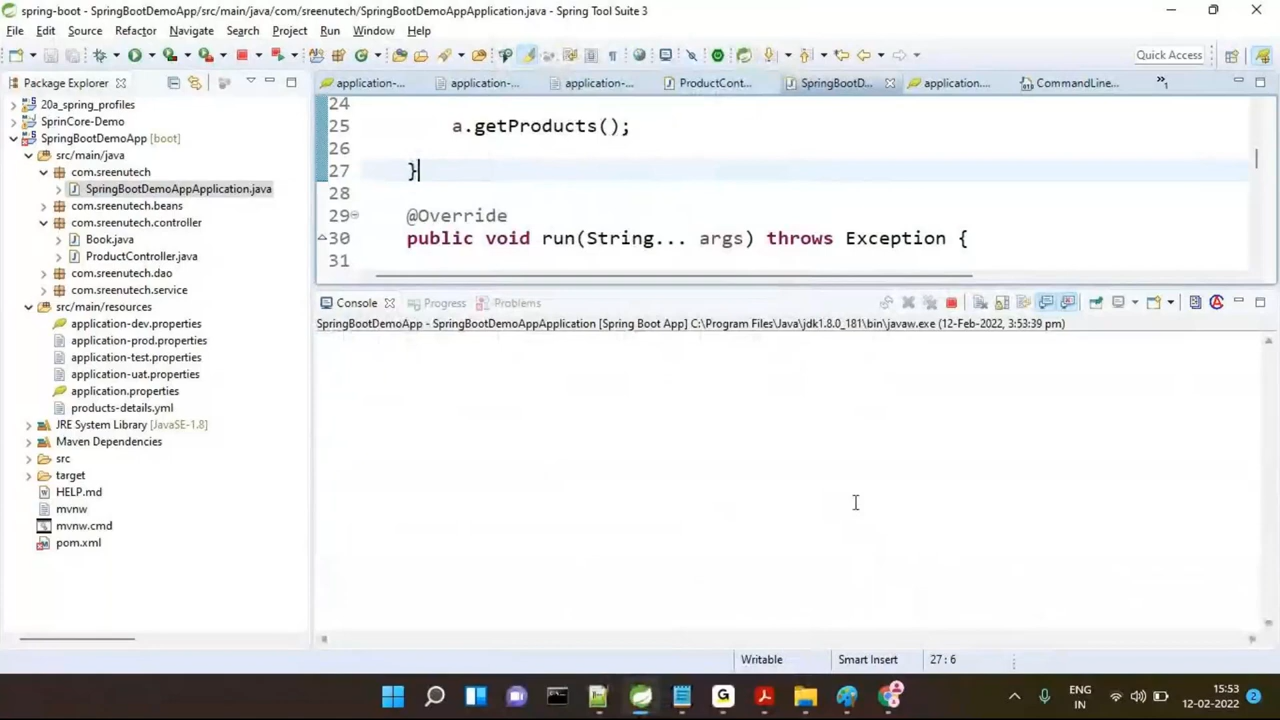 spring-boot - SpringBootDemoApp/src/main/java/com/sreenutech/SpringBootDemoAppApplication.java - Spring Tool Suite 3
File Edit Source Refactor Navigate Search Project Run Window Help
Quick Access
Package Explorer
application-... application-... application-... ProductCont... SpringBootD... application.... CommandLine... 1
20a_spring_profiles
SprinCore-Demo
SpringBootDemoApp [boot]
src/main/java
com.sreenutech
SpringBootDemoAppApplication.java
com.sreenutech.beans
com.sreenutech.controller
Book.java
ProductController.java
com.sreenutech.dao
com.sreenutech.service
src/main/resources
application-dev.properties
application-prod.properties
application-test.properties
application-uat.properties
application.properties
products-details.yml
JRE System Library [JavaSE-1.8]
Maven Dependencies
src
target
HELP.md
mvnw
mvnw.cmd
pom.xml
24
25 a.getProducts();
26
27 }
28
29 @Override
30 public void run(String... args) throws Exception {
31
Console Progress Problems
SpringBootDemoApp - SpringBootDemoAppApplication [Spring Boot App] C:\Program Files\Java\jdk1.8.0_181\bin\javaw.exe (12-Feb-2022, 3:53:39 pm)
Writable Smart Insert 27 : 6
ENG 15:53
IN 12-02-2022 2